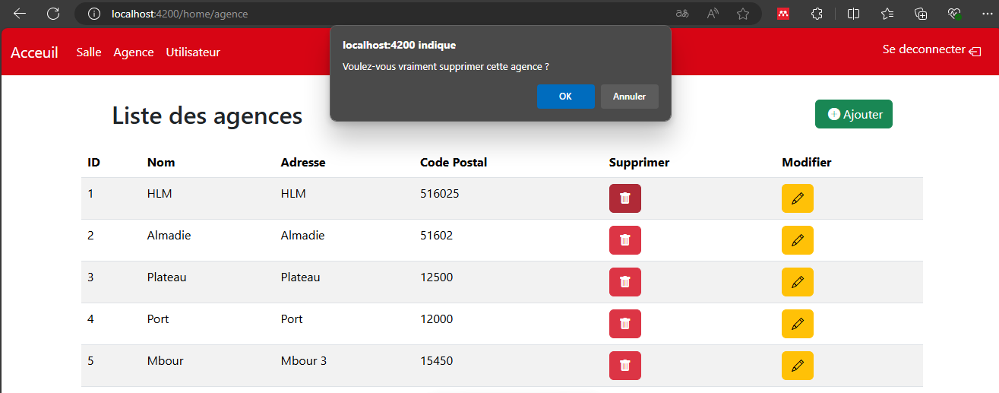 localhost:4200/home/agence
localhost:4200 indique
Voulez-vous vraiment supprimer cette agence ?
OK Annuler
Acceuil Salle Agence Utilisateur Se deconnecter
Liste des agences Ajouter
ID Nom Adresse Code Postal Supprimer Modifier
1 HLM HLM 516025
2 Almadie Almadie 51602
3 Plateau Plateau 12500
4 Port Port 12000
5 Mbour Mbour 3 15450